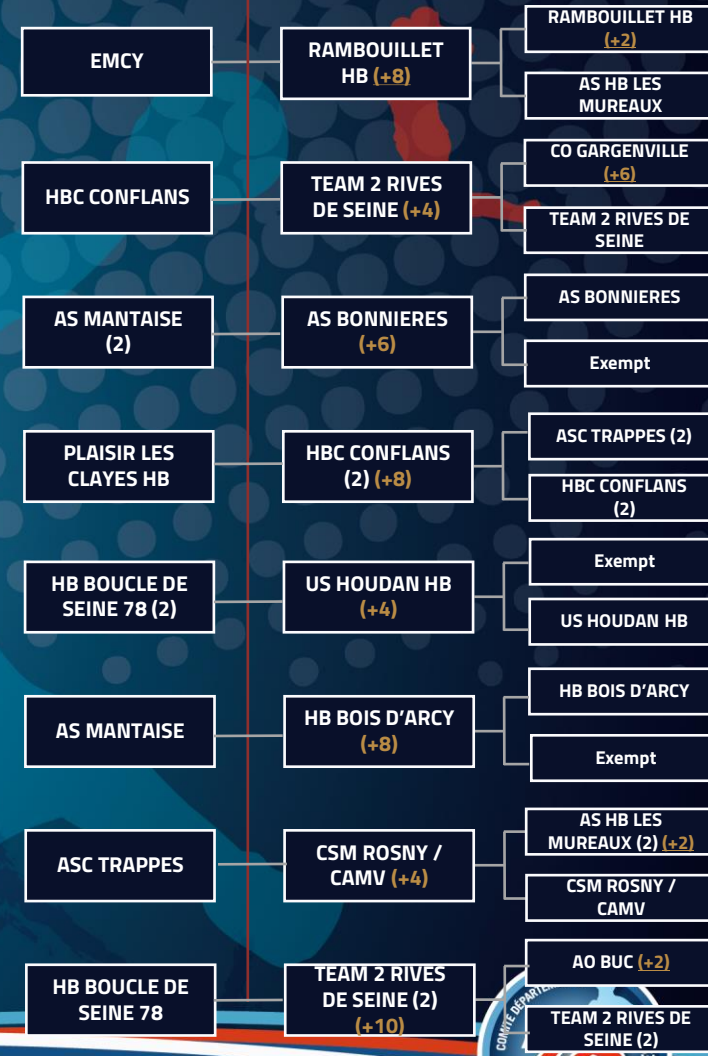 EMCY
RAMBOUILLET
HB (+8)
RAMBOUILLET HB
(+2)
AS HB LES
MUREAUX
HBC CONFLANS
TEAM 2 RIVES
DE SEINE (+4)
CO GARGENVILLE
(+6)
TEAM 2 RIVES DE
SEINE
AS MANTAISE
(2)
AS BONNIERES
(+6)
AS BONNIERES
Exempt
PLAISIR LES
CLAYES HB
HBC CONFLANS
(2) (+8)
ASC TRAPPES (2)
HBC CONFLANS
(2)
HB BOUCLE DE
SEINE 78 (2)
US HOUDAN HB
(+4)
Exempt
US HOUDAN HB
AS MANTAISE
HB BOIS D’ARCY
(+8)
HB BOIS D’ARCY
Exempt
ASC TRAPPES
CSM ROSNY /
CAMV (+4)
AS HB LES
MUREAUX (2) (+2)
CSM ROSNY /
CAMV
HB BOUCLE DE
SEINE 78
TEAM 2 RIVES
DE SEINE (2)
(+10)
AO BUC (+2)
TEAM 2 RIVES DE
SEINE (2)
COMITÉ